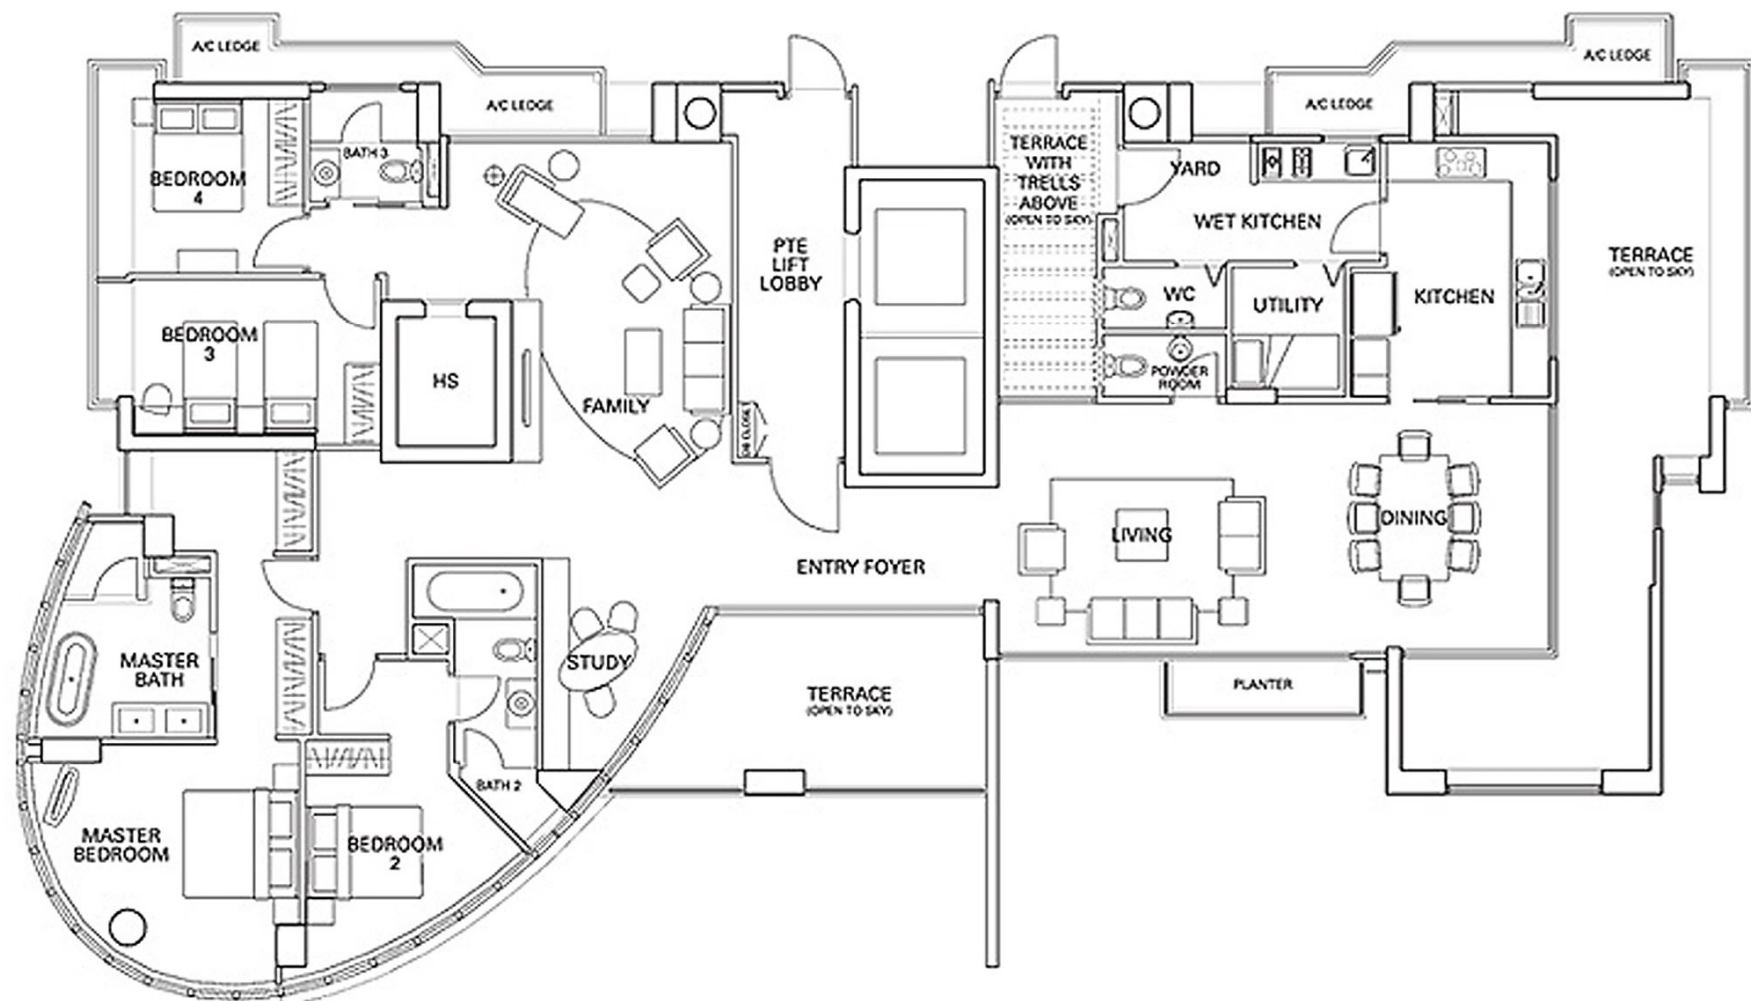 A/C LEDGE
A/C LEDGE
A/C LEDGE
A/C LEDGE
BATH 3
BEDROOM
4
PTE
LIFT
LOBBY
TERRACE
WITH
TRELLS
ABOVE
(OPEN TO SKY)
YARD
WET KITCHEN
TERRACE
(OPEN TO SKY)
WC
UTILITY
KITCHEN
BEDROOM
3
HS
FAMILY
POWDER
ROOM
DB CLOSET
LIVING
DINING
ENTRY FOYER
MASTER
BATH
STUDY
TERRACE
(OPEN TO SKY)
PLANTER
BATH 2
MASTER
BEDROOM
BEDROOM
2